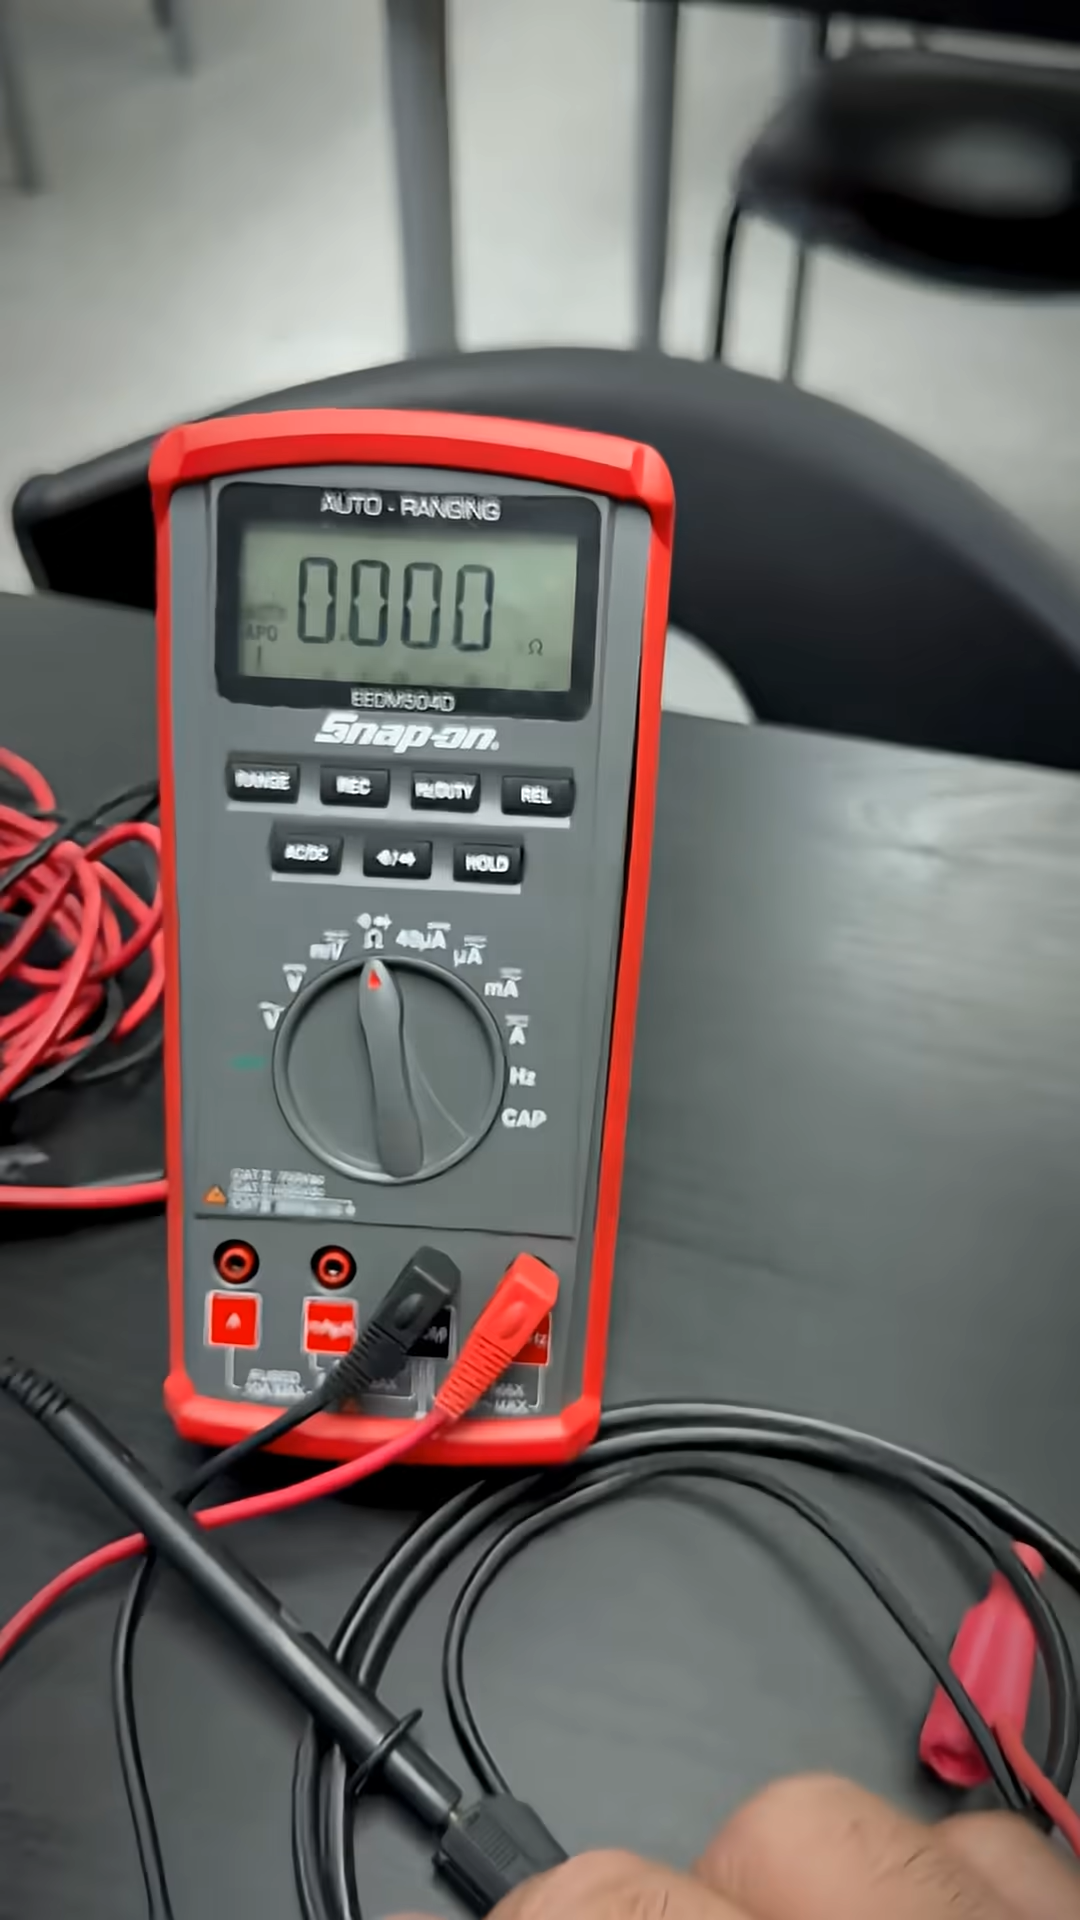 AUTO - RANGING
0.000
APO
Ω
EEDM504D
Snap-on.
RANGE REC Hz/DUTY REL
AC/DC HOLD
mV Ω 40µA µA
V mA
V A
Hz
CAP
A
MAX